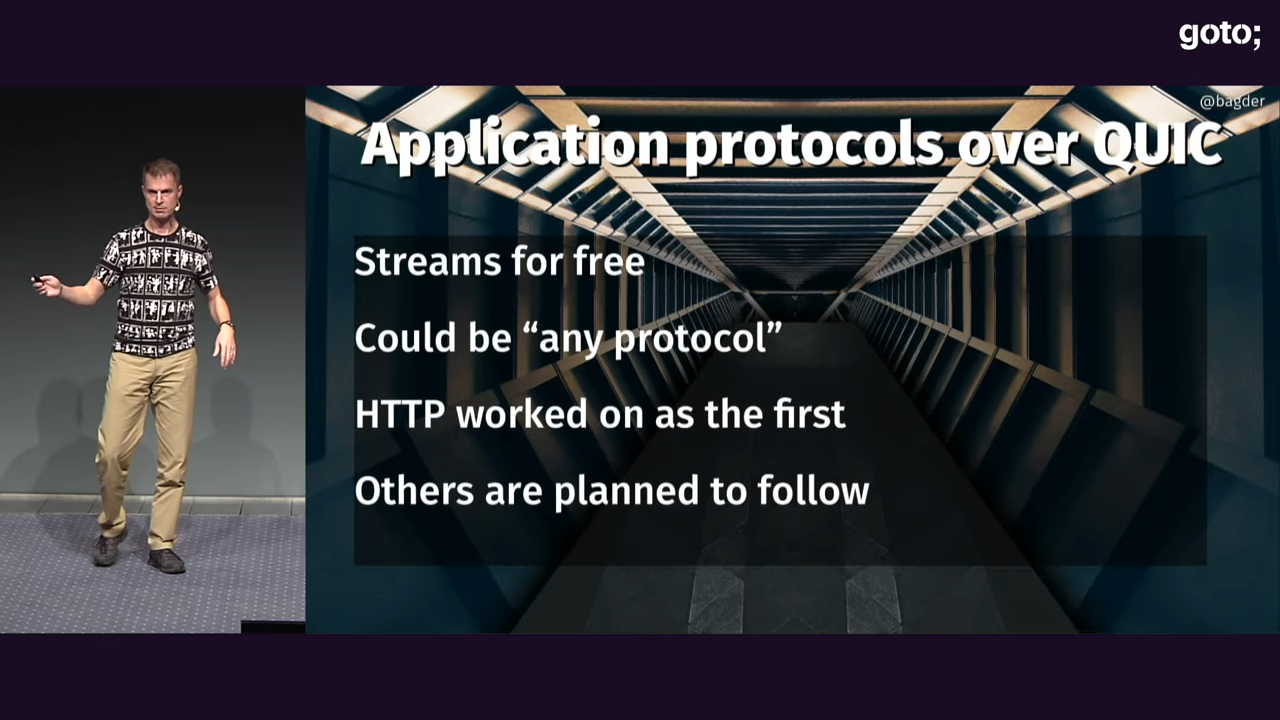 goto;
@bagder
Application protocols over QUIC
Streams for free
Could be “any protocol”
HTTP worked on as the first
Others are planned to follow